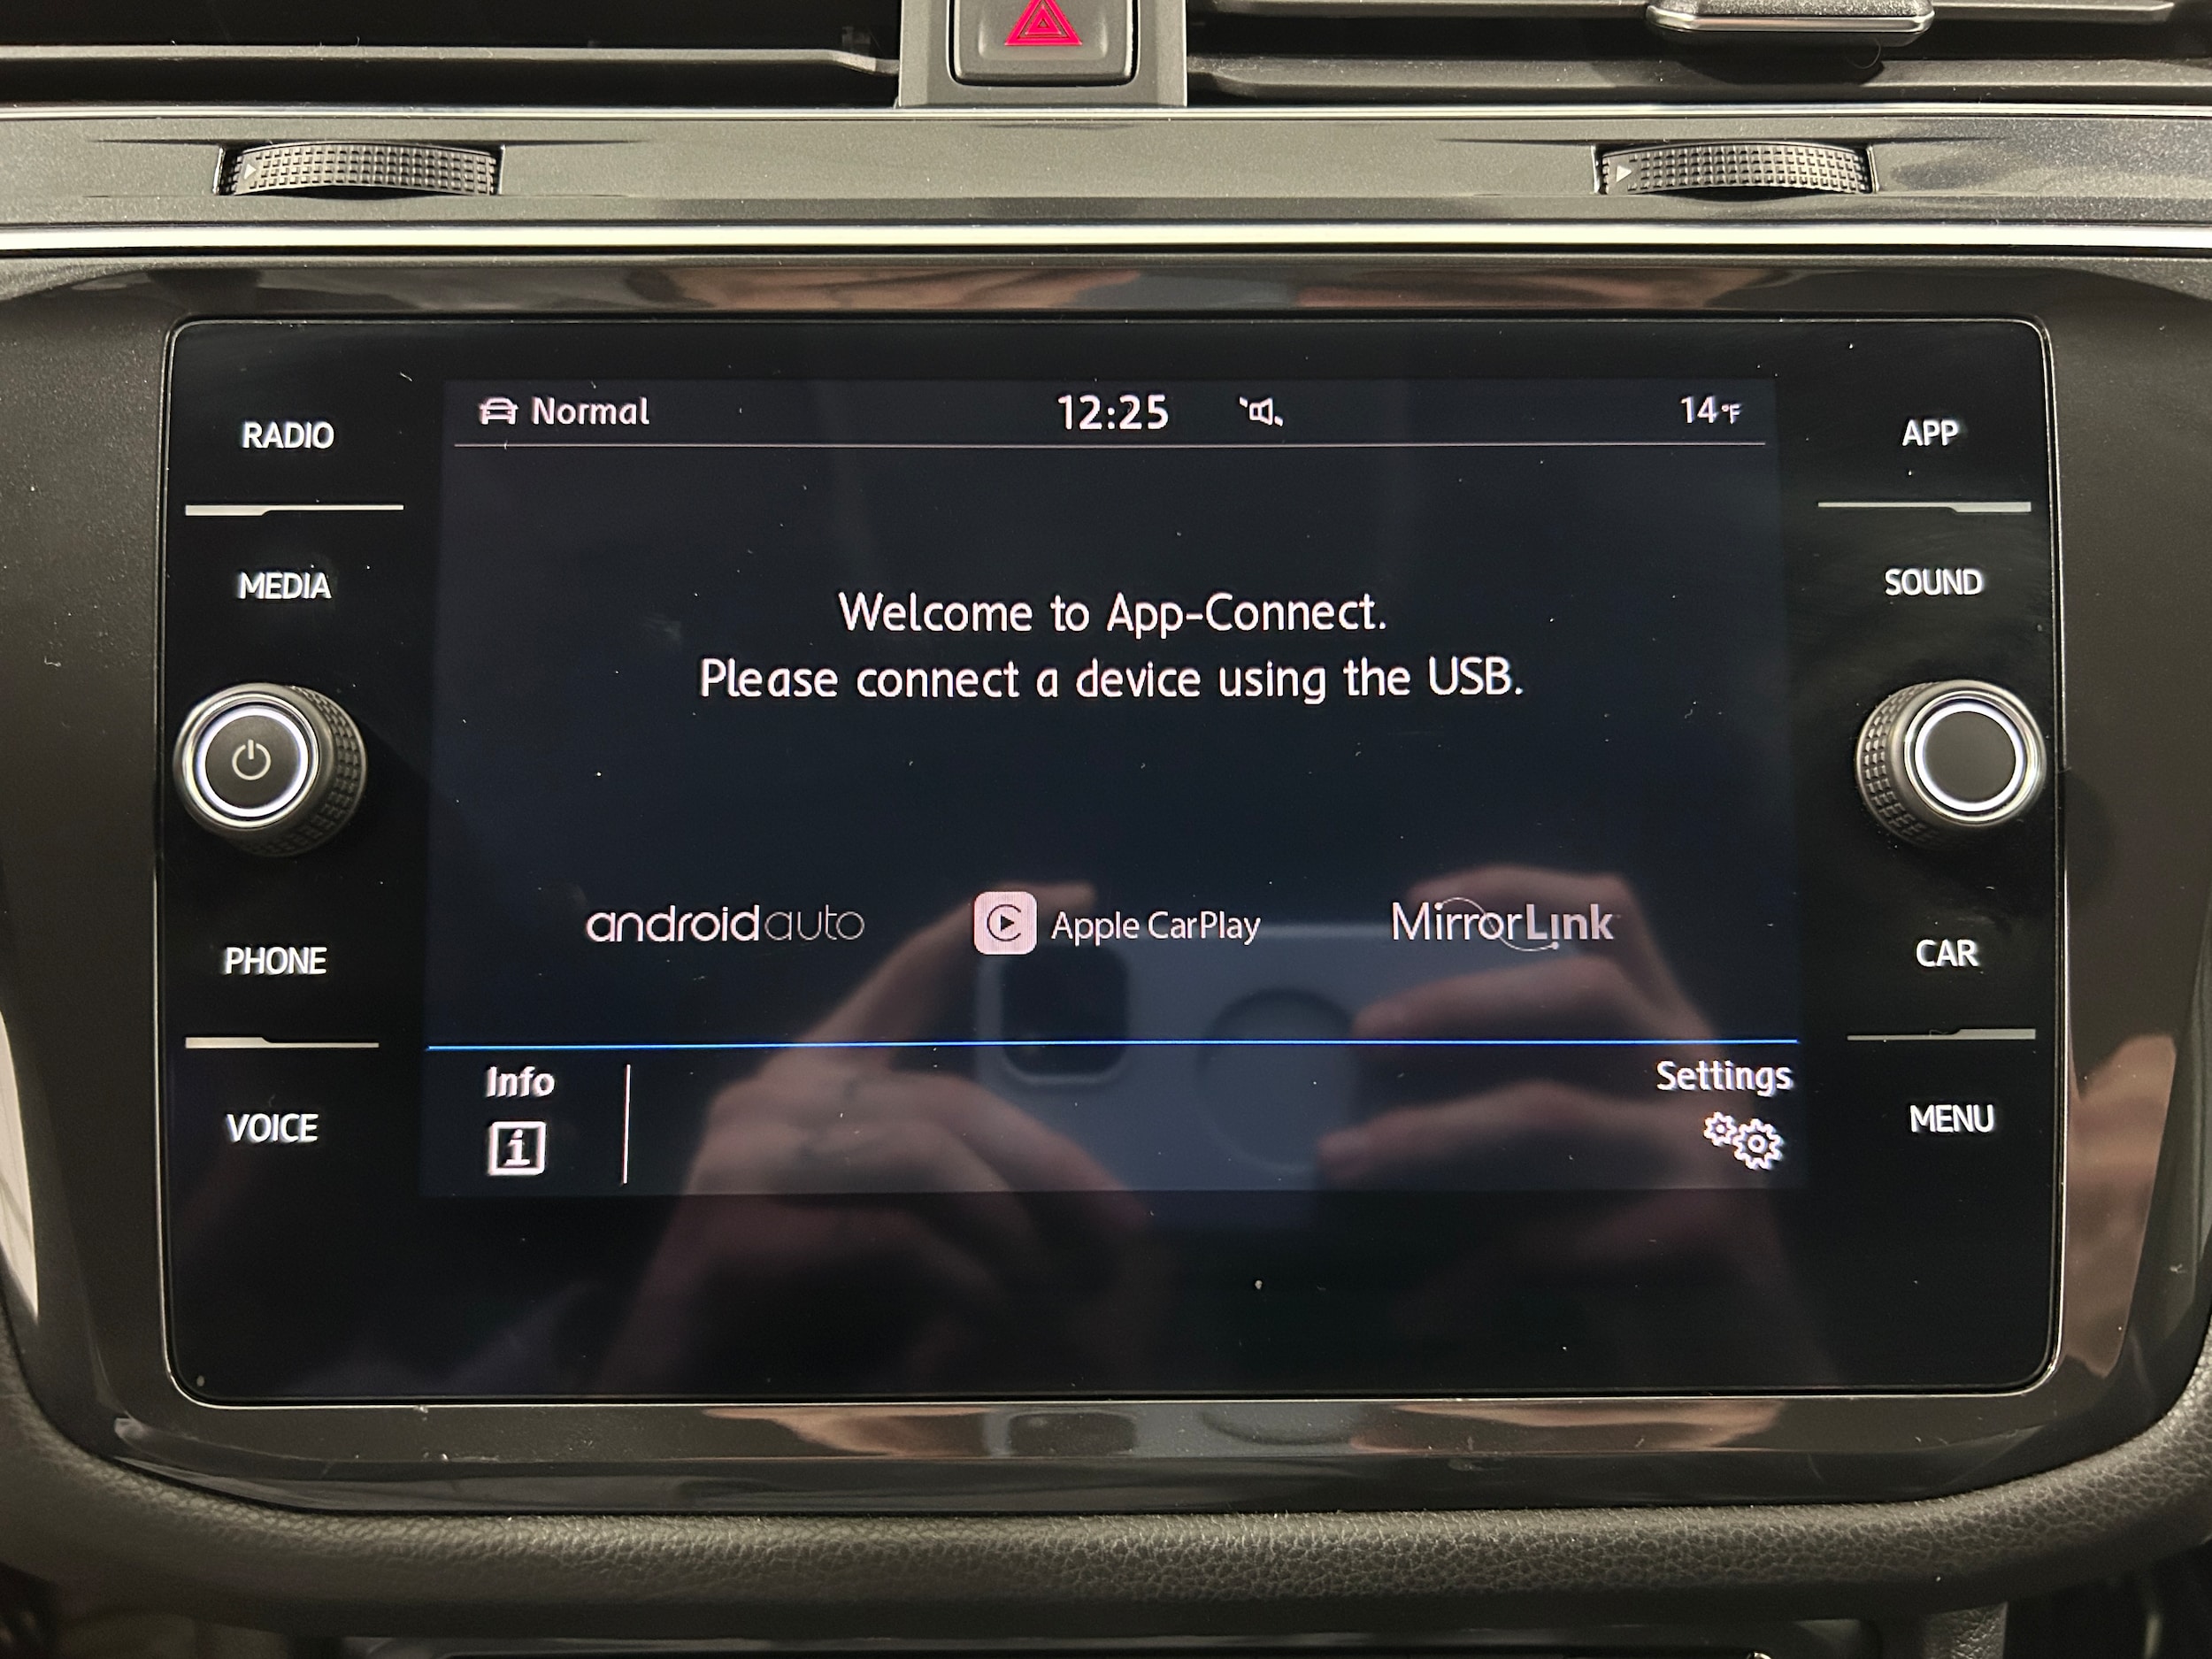 Normal 12:25 14°F
RADIO
MEDIA
PHONE
VOICE
Welcome to App-Connect.
Please connect a device using the USB.
androidauto Apple CarPlay MirrorLink
Info
Settings
APP
SOUND
CAR
MENU